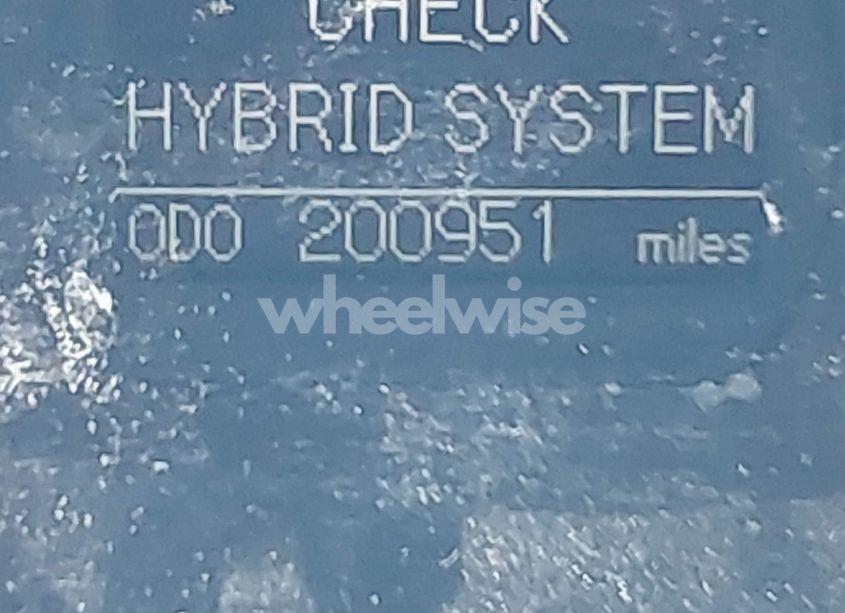 CHECK
HYBRID SYSTEM
ODO 200951 miles
wheelwise